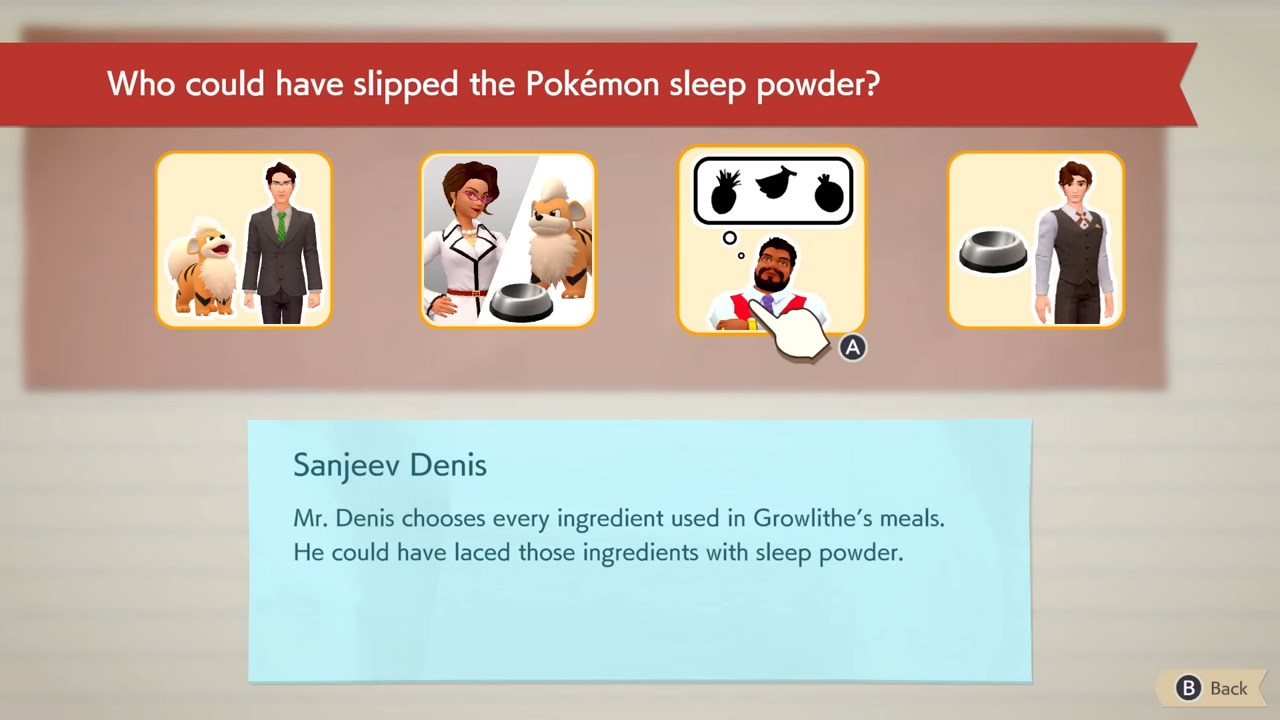 Who could have slipped the Pokémon sleep powder?
A
Sanjeev Denis
Mr. Denis chooses every ingredient used in Growlithe's meals.
He could have laced those ingredients with sleep powder.
B Back